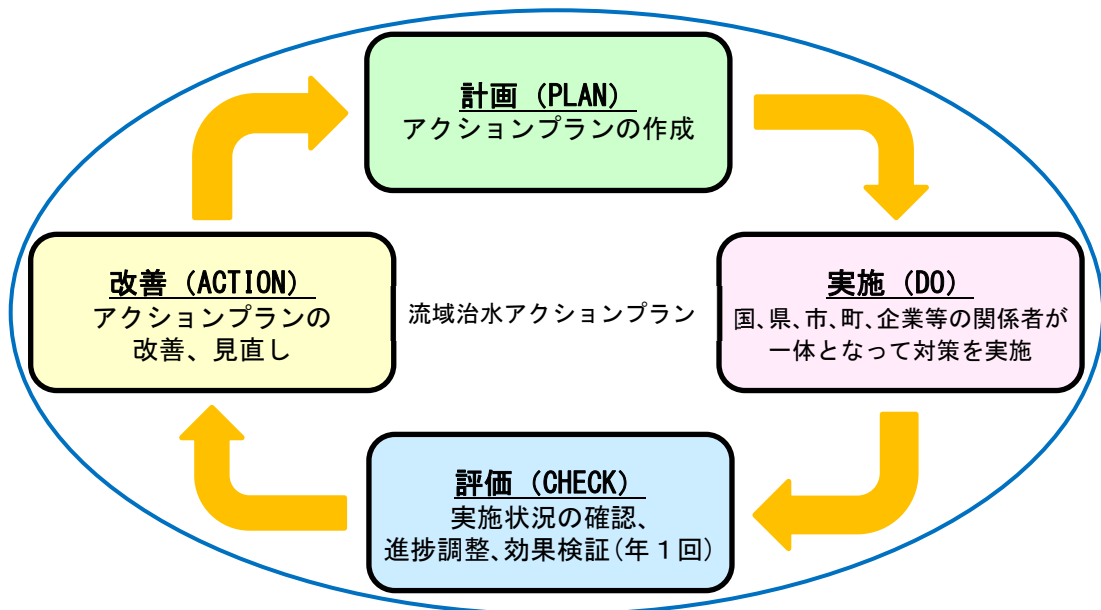 計画（PLAN）
アクションプランの作成
実施（DO）
国、県、市、町、企業等の関係者が
一体となって対策を実施
評価（CHECK）
実施状況の確認、
進捗調整、効果検証(年１回)
改善（ACTION）
アクションプランの
改善、見直し
流域治水アクションプラン